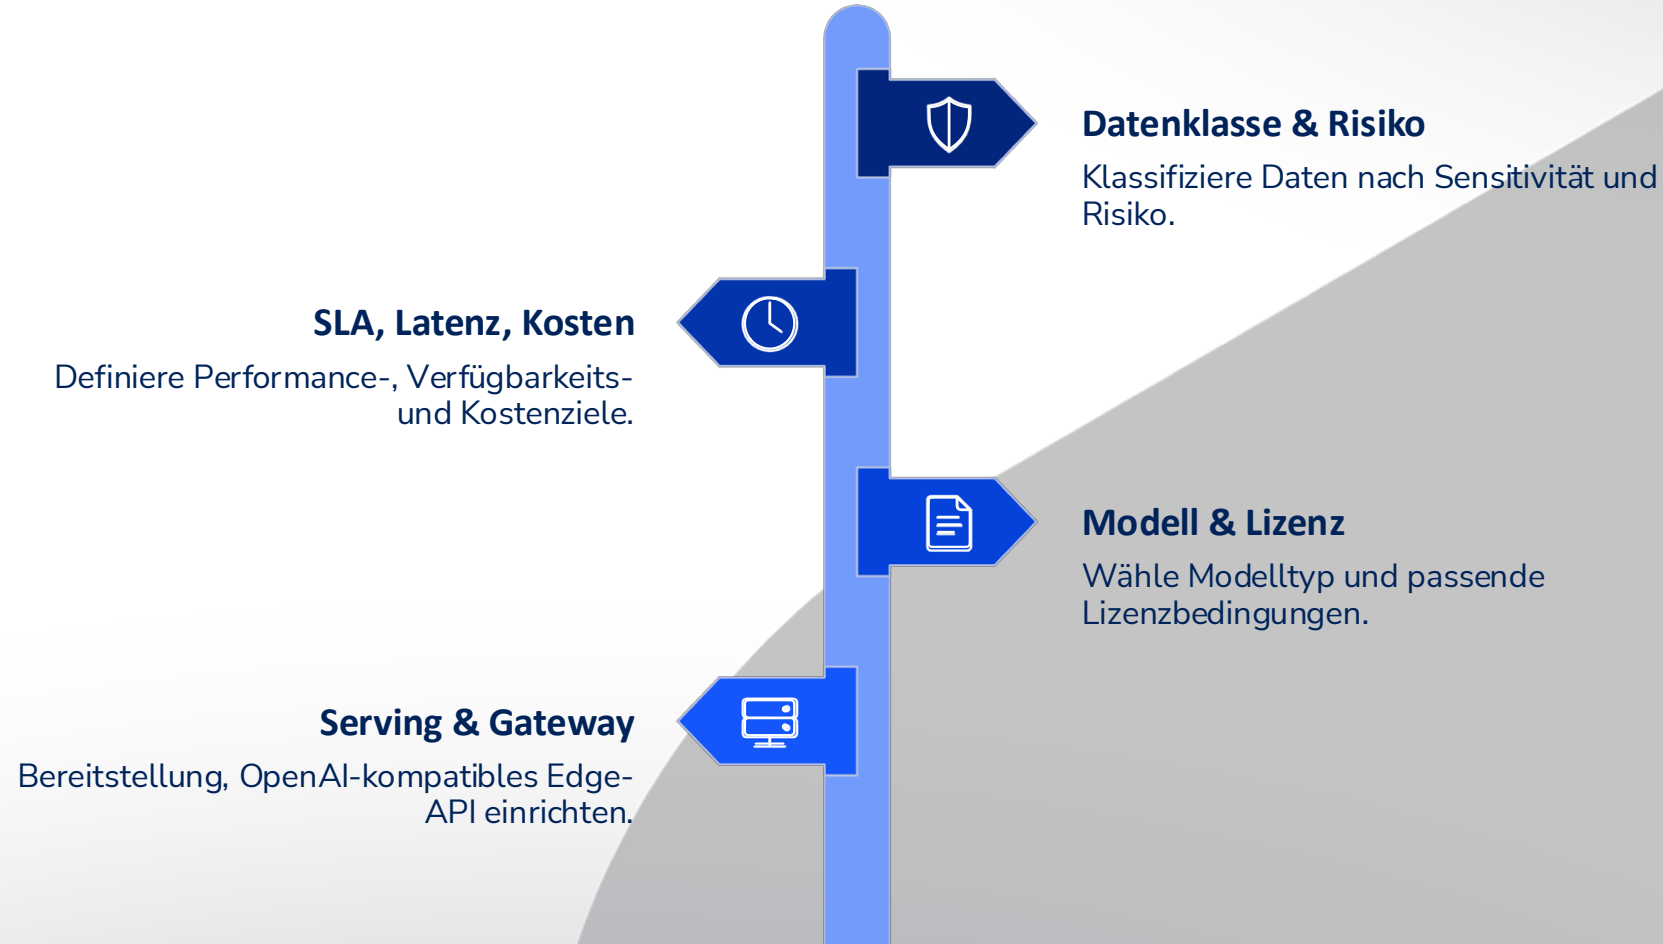 Datenklasse & Risiko
Klassifiziere Daten nach Sensitivität und
Risiko.
SLA, Latenz, Kosten
Definiere Performance-, Verfügbarkeits-
und Kostenziele.
Modell & Lizenz
Wähle Modelltyp und passende
Lizenzbedingungen.
Serving & Gateway
Bereitstellung, OpenAI-kompatibles Edge-
API einrichten.